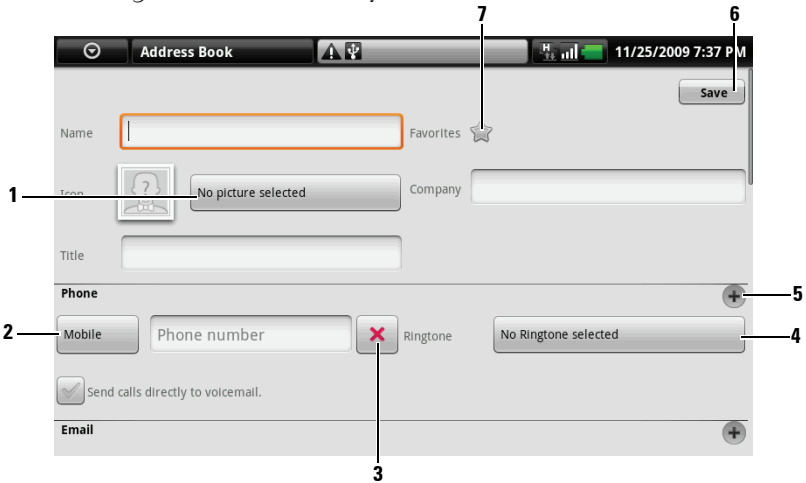 7
6
Address Book
H
11/25/2009 7:37 PM
Save
Name
Favorites
1
Icon
?
No picture selected
Company
Title
Phone
5
2
Mobile
Phone number
Ringtone
No Ringtone selected
4
Send calls directly to voicemail.
Email
3